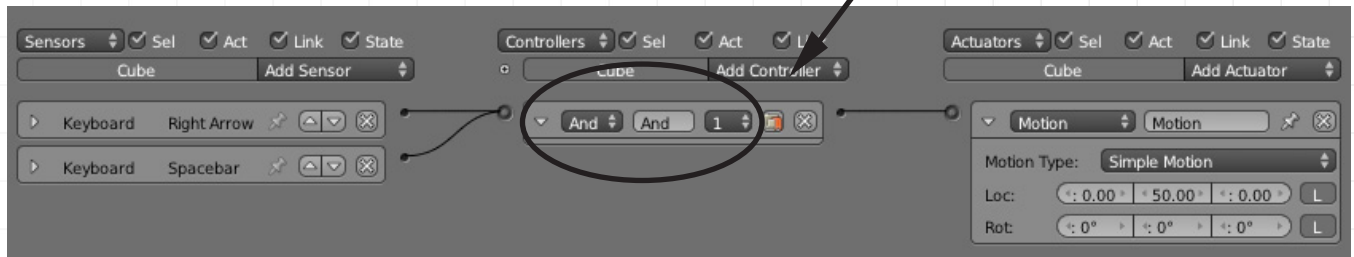 Sensors Sel Act Link State
Cube Add Sensor
Keyboard Right Arrow
Keyboard Spacebar
Controllers Sel Act
Cube Add Controller
And And 1
Actuators Sel Act Link State
Cube Add Actuator
Motion Motion
Motion Type: Simple Motion
Loc: : 0.00 50.00 : 0.00 L
Rot: : 0° : 0° : 0° L